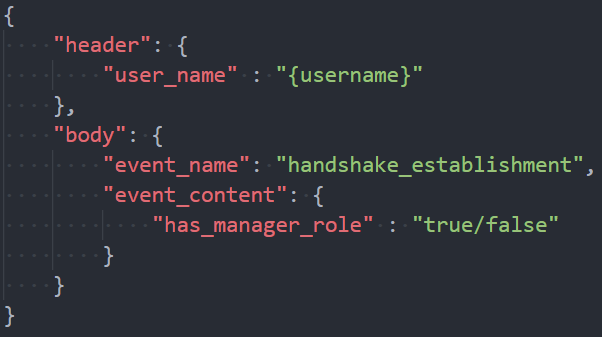 {
    "header": {
        "user_name" : "{username}"
    },
    "body": {
        "event_name": "handshake_establishment",
        "event_content": {
            "has_manager_role" : "true/false"
        }
    }
}